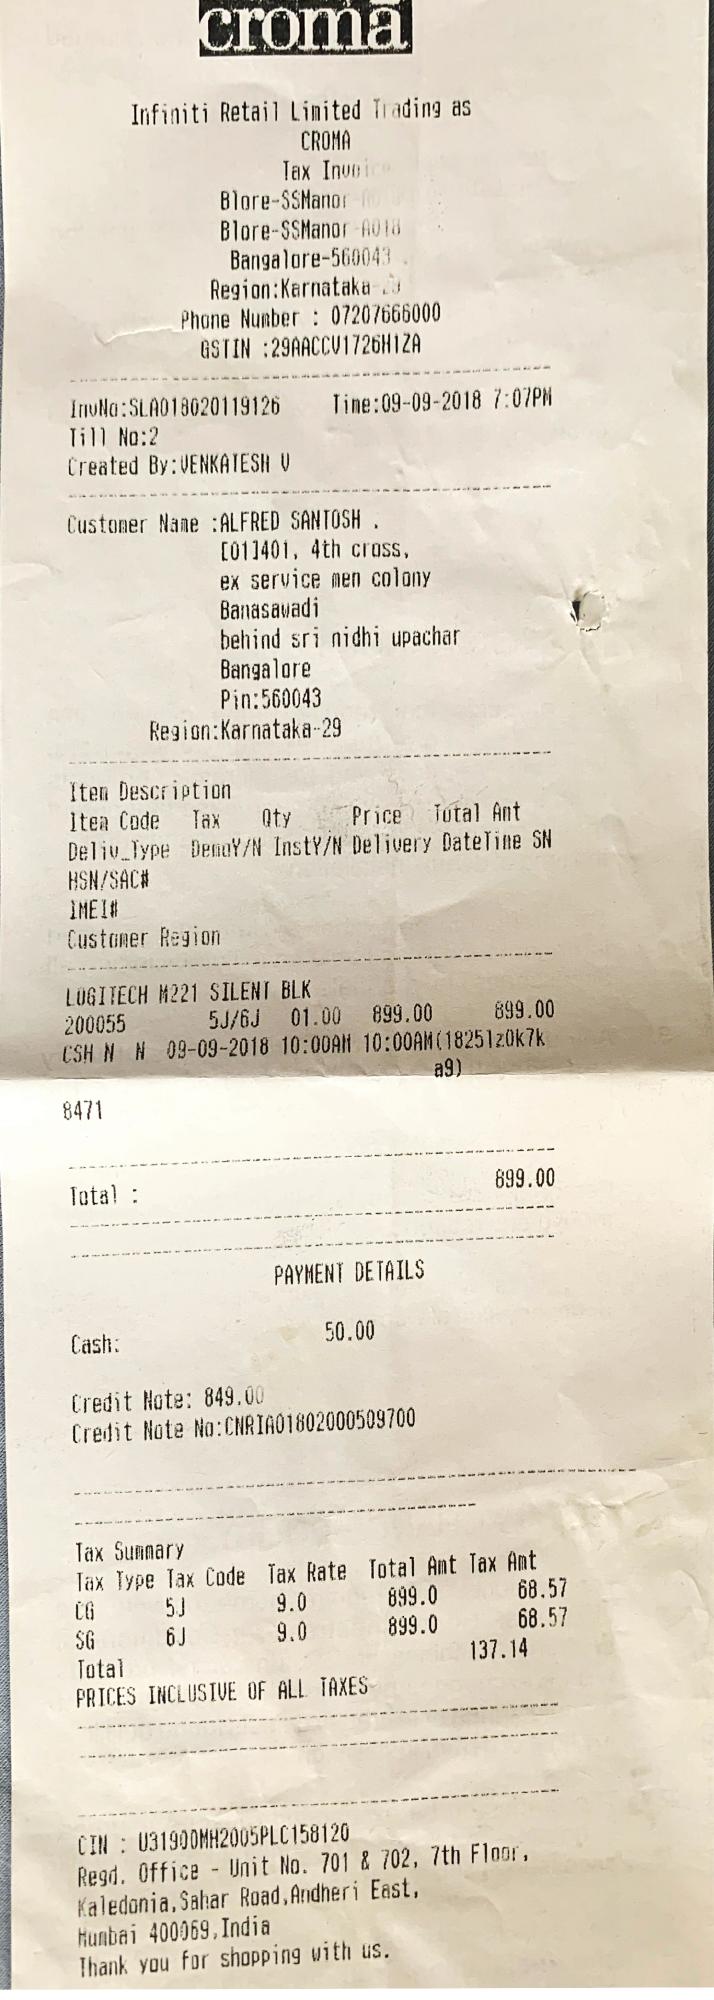 croma
Infiniti Retail Limited Trading as
CROMA
Tax Invoice
Blore-SSManor
Blore-SSManor-A018
Bangalore-560043
Region:Karnataka-29
Phone Number : 07207666000
GSTIN :29AACCV1726H1ZA
InvNo:SLA018020119126 Time:09-09-2018 7:07PM
Till No:2
Created By:VENKATESH V
Customer Name :ALFRED SANTOSH .
[01]401, 4th cross,
ex service men colony
Banasawadi
behind sri nidhi upachar
Bangalore
Pin:560043
Region:Karnataka-29
Item Description
Item Code Tax Qty Price Total Amt
Deliv_Type DemoY/N InstY/N Delivery DateTime SN
HSN/SAC#
IMEI#
Customer Region
LOGITECH M221 SILENT BLK
200055 5J/6J 01.00 899.00 899.00
CSH N N 09-09-2018 10:00AM 10:00AM(18251z0k7k
a9)
8471
Total : 899.00
PAYMENT DETAILS
Cash: 50.00
Credit Note: 849.00
Credit Note No:CNRIA01802000509700
Tax Summary
Tax Type Tax Code Tax Rate Total Amt Tax Amt
CG 5J 9.0 899.0 68.57
SG 6J 9.0 899.0 68.57
Total 137.14
PRICES INCLUSIVE OF ALL TAXES
CIN : U31900MH2005PLC158120
Regd. Office - Unit No. 701 & 702, 7th Floor,
Kaledonia,Sahar Road,Andheri East,
Mumbai 400069,India
Thank you for shopping with us.